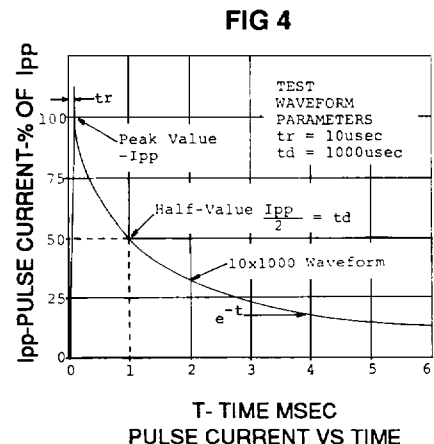 FIG 4
Ipp-PULSE CURRENT-% OF Ipp
tr
TEST
WAVEFORM
PARAMETERS
tr = 10usec
td = 1000usec
100
Peak Value
-Ipp
75
Half-Value Ipp/2 = td
50
10x1000 Waveform
25
e-t
0
0 1 2 3 4 5 6
T- TIME MSEC
PULSE CURRENT VS TIME